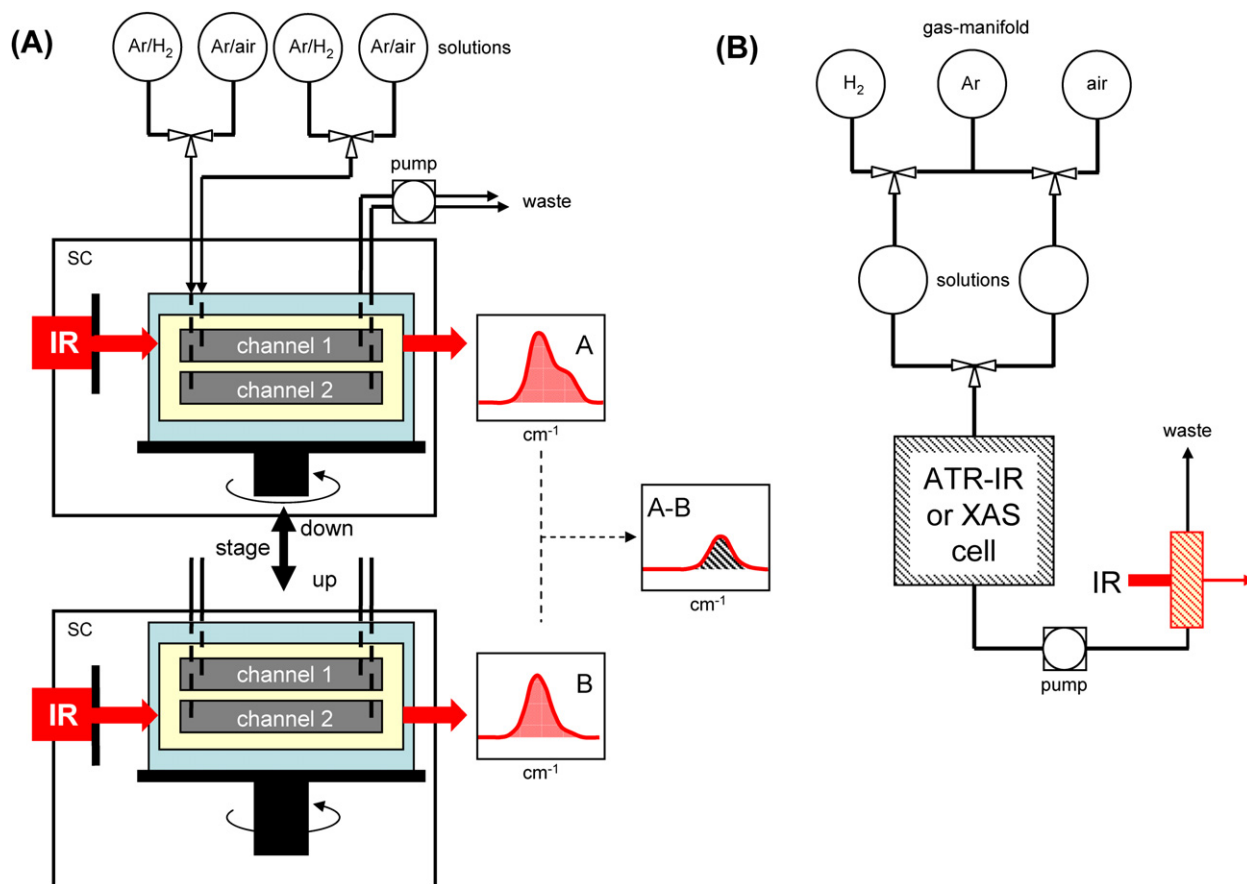 (A)
Ar/H₂
Ar/air
Ar/H₂
Ar/air
solutions
pump
waste
SC
IR
channel 1
channel 2
A
cm⁻¹
stage
down
up
A-B
cm⁻¹
SC
IR
channel 1
channel 2
B
cm⁻¹
(B)
gas-manifold
H₂
Ar
air
solutions
ATR-IR
or XAS
cell
waste
IR
pump